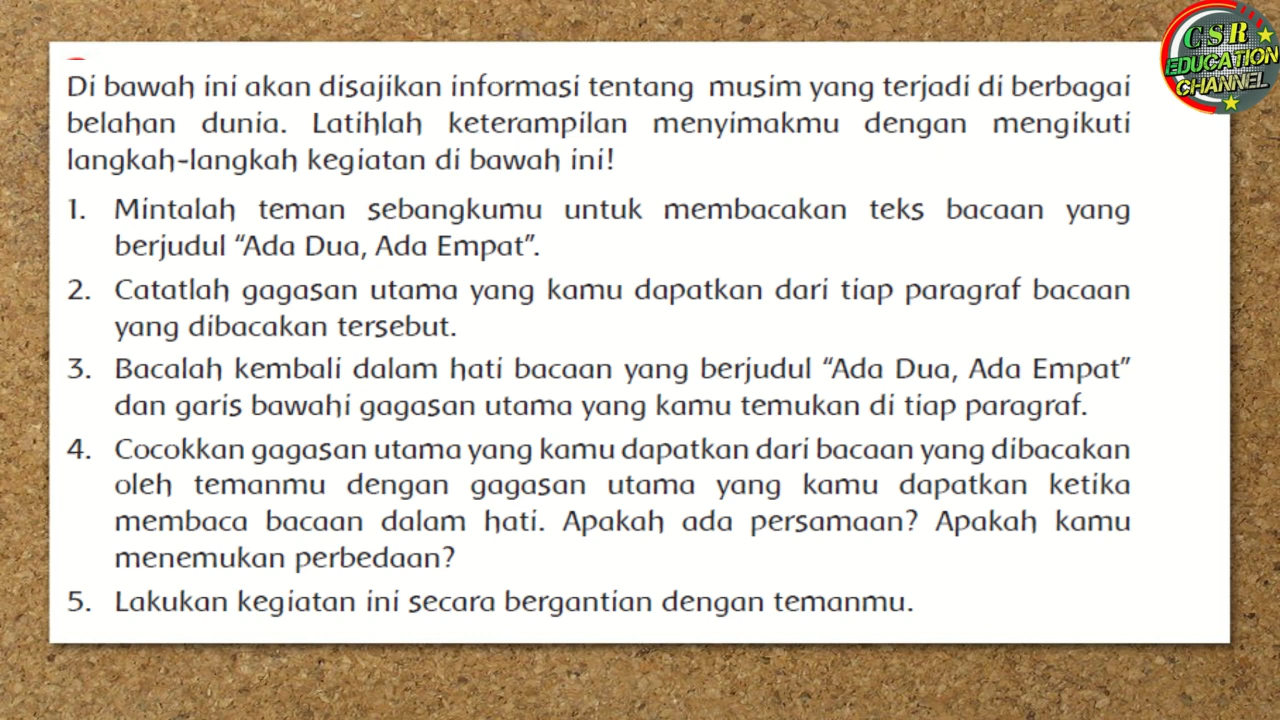 CSR
EDUCATION
CHANNEL
Di bawah ini akan disajikan informasi tentang musim yang terjadi di berbagai
belahan dunia. Latihlah keterampilan menyimakmu dengan mengikuti
langkah-langkah kegiatan di bawah ini!
1. Mintalah teman sebangkumu untuk membacakan teks bacaan yang
berjudul “Ada Dua, Ada Empat”.
2. Catatlah gagasan utama yang kamu dapatkan dari tiap paragraf bacaan
yang dibacakan tersebut.
3. Bacalah kembali dalam hati bacaan yang berjudul “Ada Dua, Ada Empat”
dan garis bawahi gagasan utama yang kamu temukan di tiap paragraf.
4. Cocokkan gagasan utama yang kamu dapatkan dari bacaan yang dibacakan
oleh temanmu dengan gagasan utama yang kamu dapatkan ketika
membaca bacaan dalam hati. Apakah ada persamaan? Apakah kamu
menemukan perbedaan?
5. Lakukan kegiatan ini secara bergantian dengan temanmu.